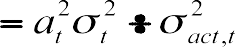 = a_t^2 σ_t^2 + σ_{act,t}^2